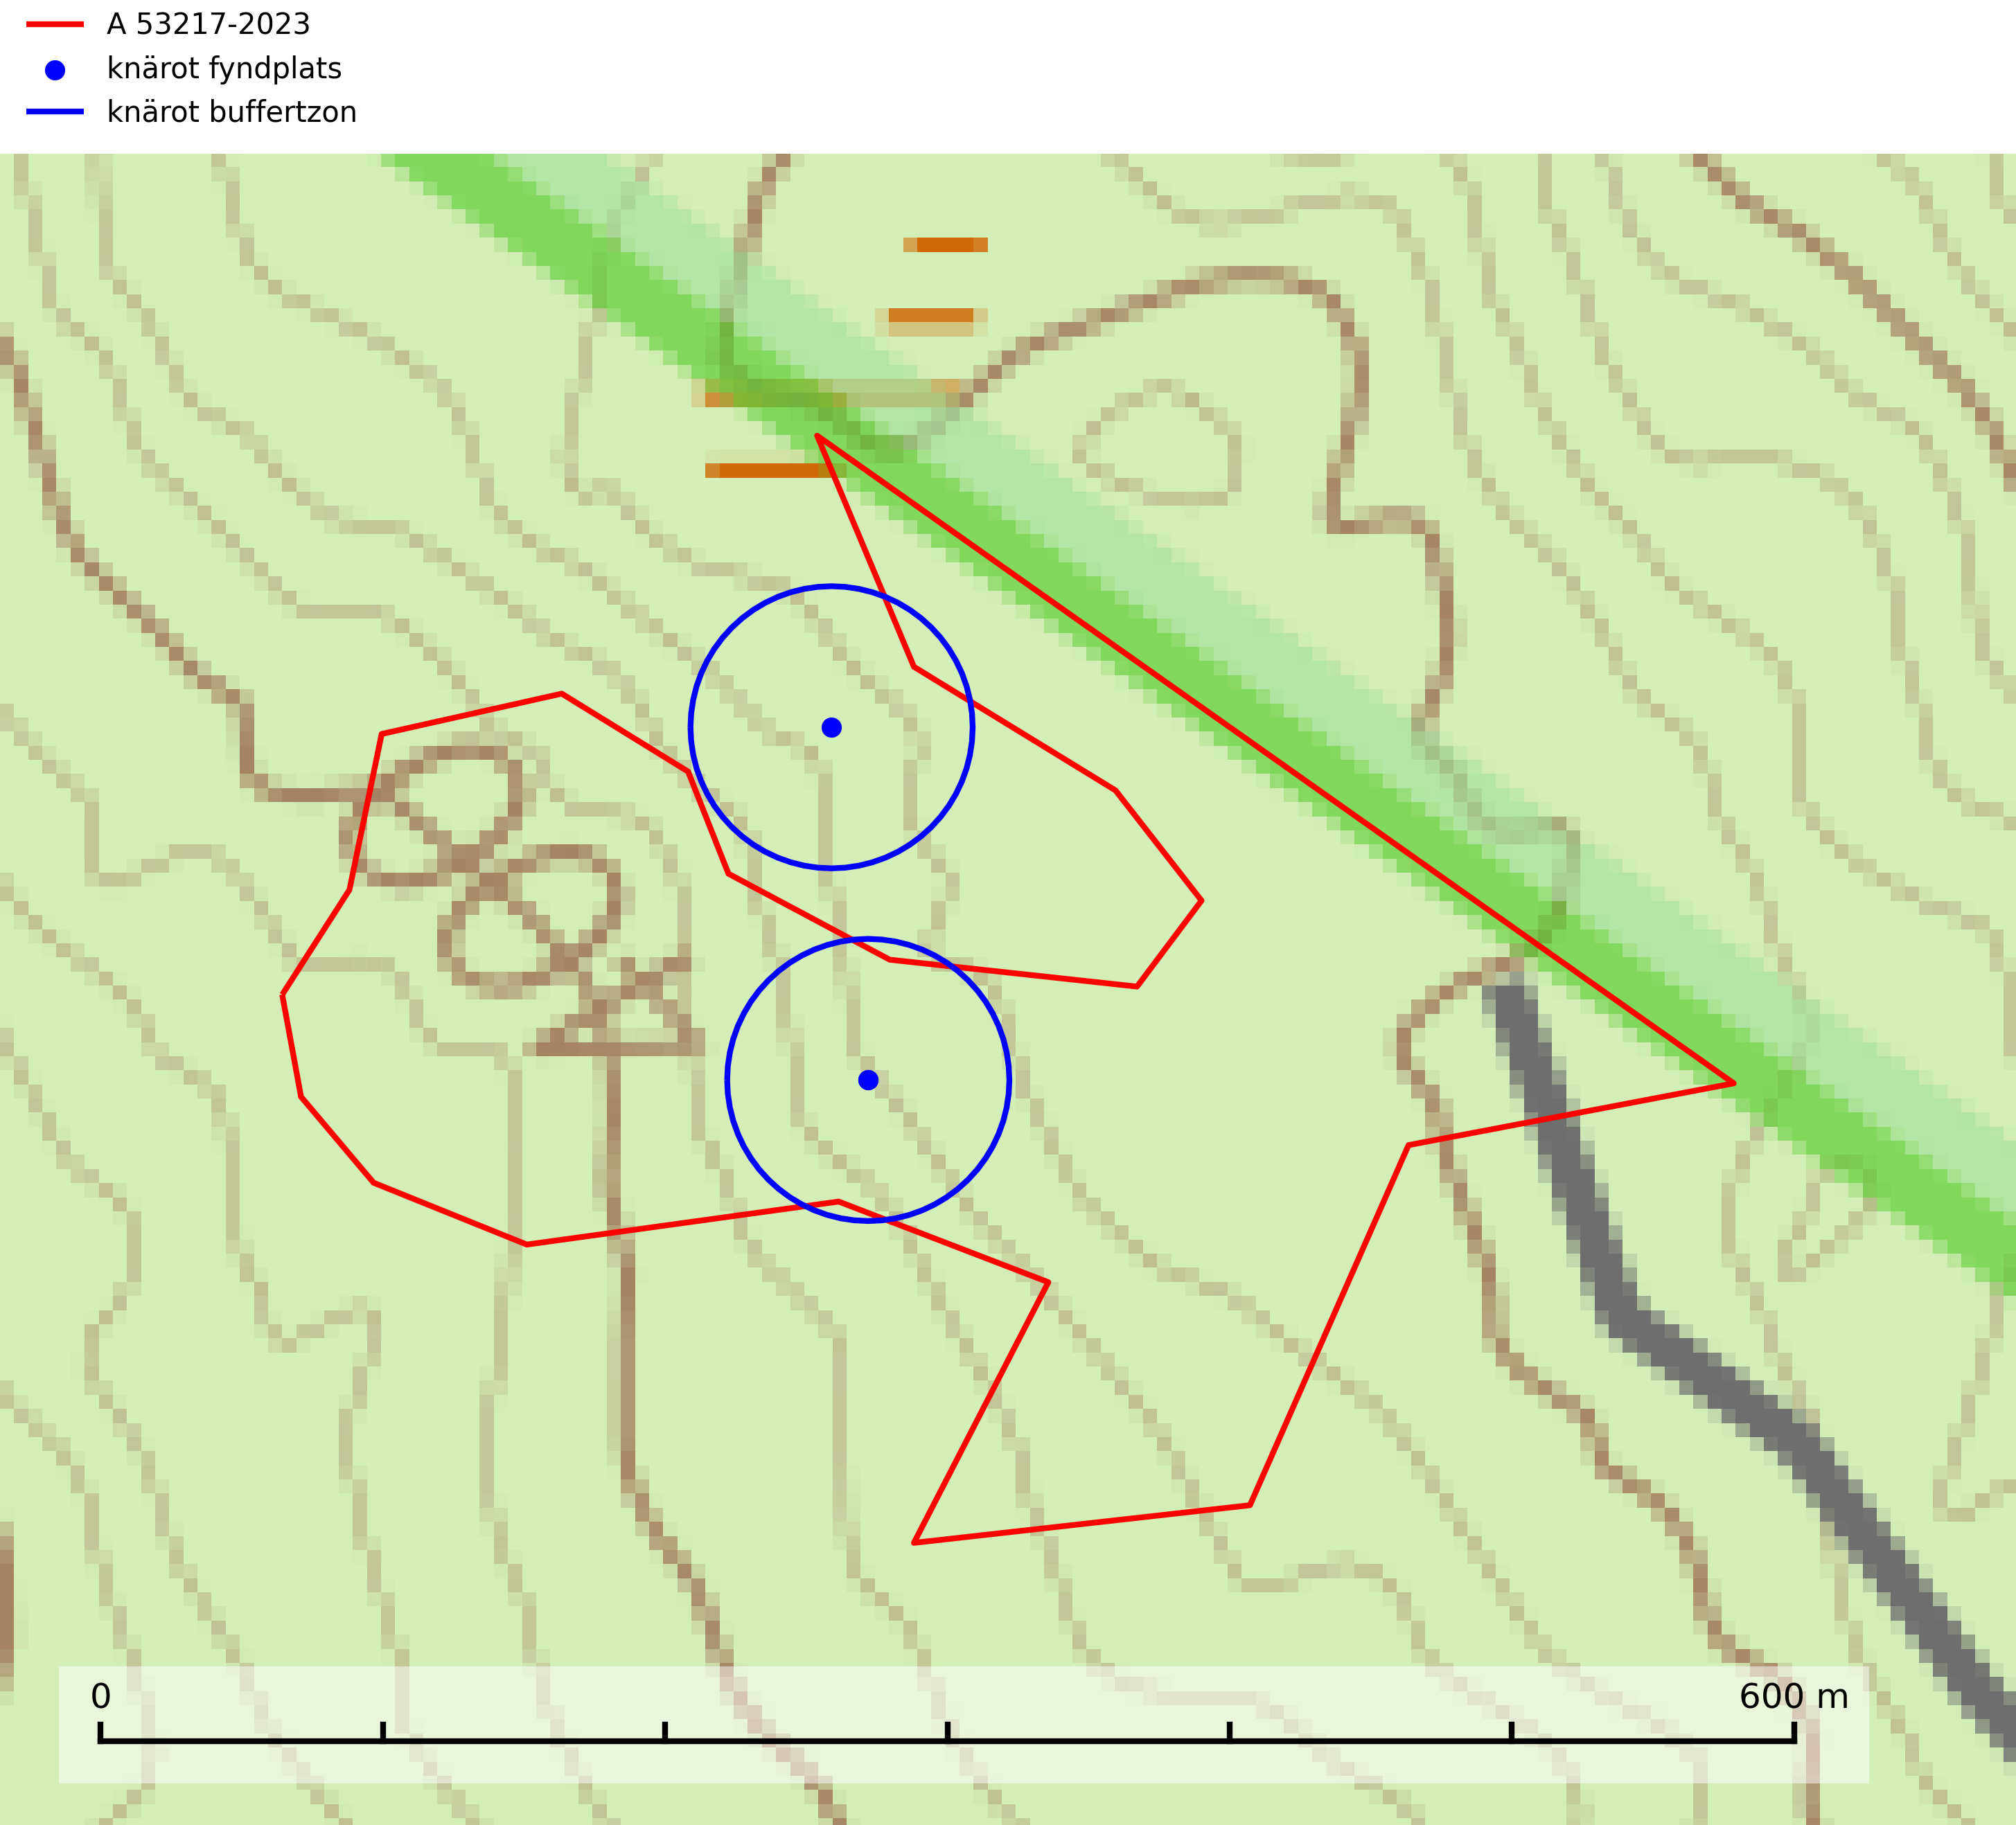 A 53217-2023
knärot fyndplats
knärot buffertzon
0
600 m